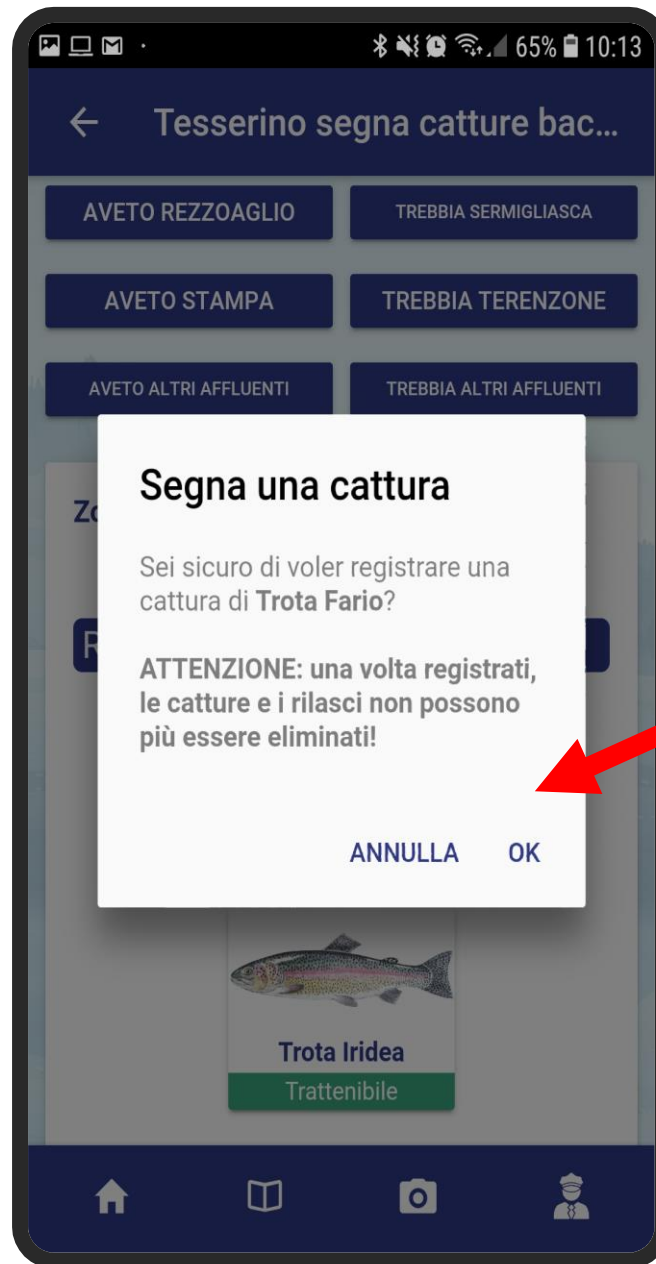 65% 10:13
Tesserino segna catture bac...
AVETO REZZOAGLIO
TREBBIA SERMIGLIASCA
AVETO STAMPA
TREBBIA TERENZONE
AVETO ALTRI AFFLUENTI
TREBBIA ALTRI AFFLUENTI
Segna una cattura
Sei sicuro di voler registrare una
cattura di Trota Fario?
ATTENZIONE: una volta registrati,
le catture e i rilasci non possono
più essere eliminati!
ANNULLA OK
Trota Iridea
Trattenibile